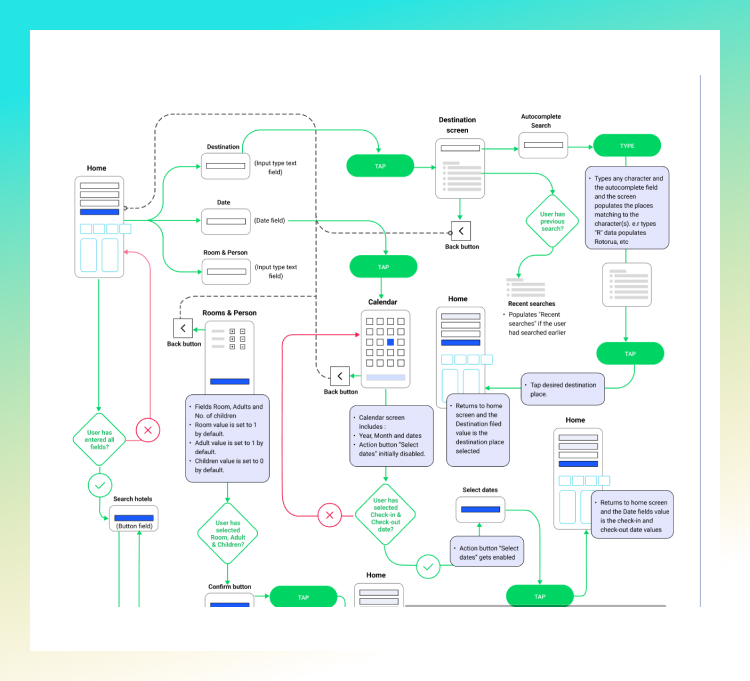 Home
Destination
(Input type text
field)
Date
(Date field)
Room & Person
(Input type text
field)
TAP
Destination
screen
Autocomplete
Search
TYPE
• Types any character and
the autocomplete field
and the screen
populates the places
matching to the
character(s). e.r types
"R" data populates
Rotorua, etc
User has
previous
search?
Back button
Recent searches
• Populates "Recent
searches" if the user
had searched earlier
TAP
• Tap desired destination
place.
Home
• Returns to home
screen and the
Destination filed
value is the
destination place
selected
TAP
Calendar
Back button
• Calendar screen
includes :
• Year, Month and dates
• Action button "Select
dates" initially disabled.
User has
selected
Check-in &
Check-out
date?
Rooms & Person
Back button
• Fields Room, Adults and
No. of children
• Room value is set to 1
by default.
• Adult value is set to 1 by
default.
• Children value is set to 0
by default.
User has
selected
Room, Adult
& Children?
Confirm button
TAP
Home
User has
entered all
fields?
Search hotels
(Button field)
Select dates
• Action button "Select
dates" gets enabled
TAP
Home
• Returns to home screen
and the Date fields value
is the check-in and
check-out date values